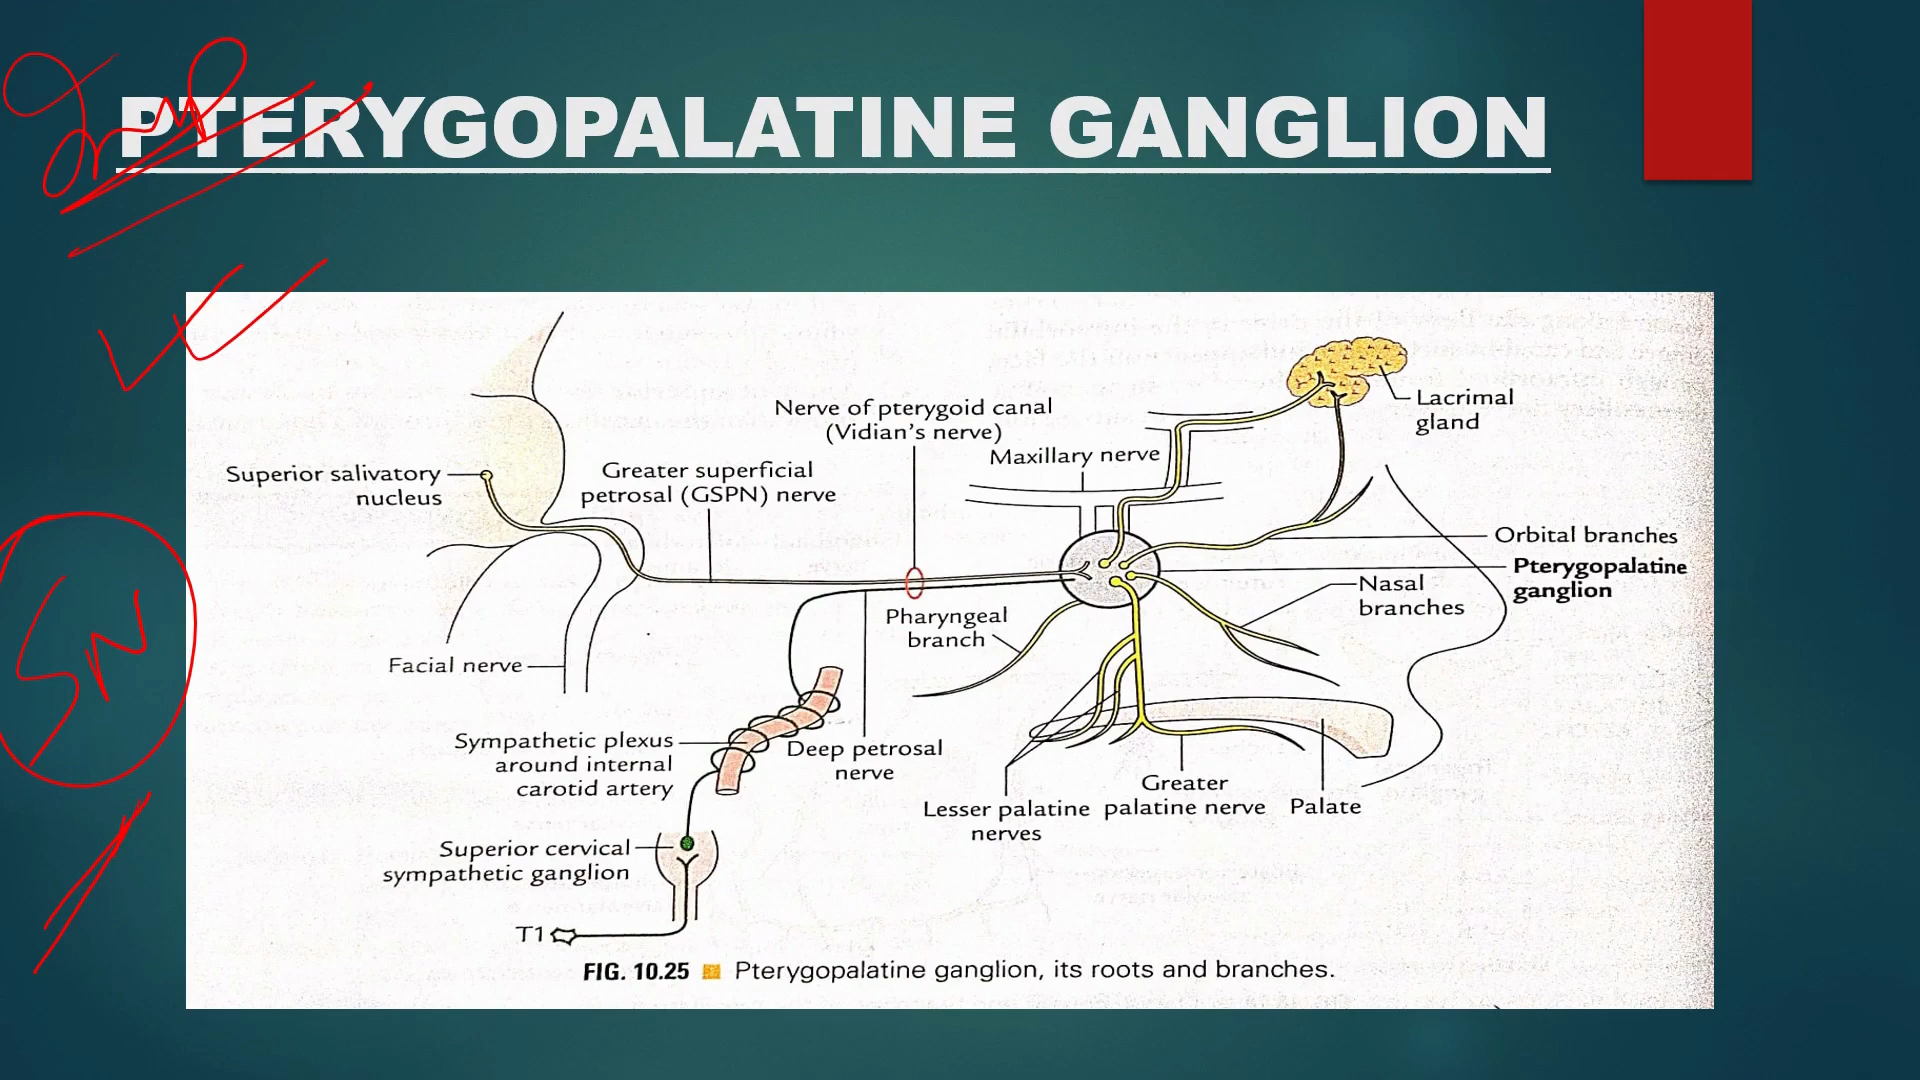 PTERYGOPALATINE GANGLION
Nerve of pterygoid canal
(Vidian's nerve)
Lacrimal
gland
Maxillary nerve
Superior salivatory
nucleus
Greater superficial
petrosal (GSPN) nerve
Orbital branches
Pterygopalatine
ganglion
Nasal
branches
Pharyngeal
branch
Facial nerve
Sympathetic plexus
around internal
carotid artery
Deep petrosal
nerve
Lesser palatine
nerves
Greater
palatine nerve
Palate
Superior cervical
sympathetic ganglion
T1
FIG. 10.25 Pterygopalatine ganglion, its roots and branches.
SN